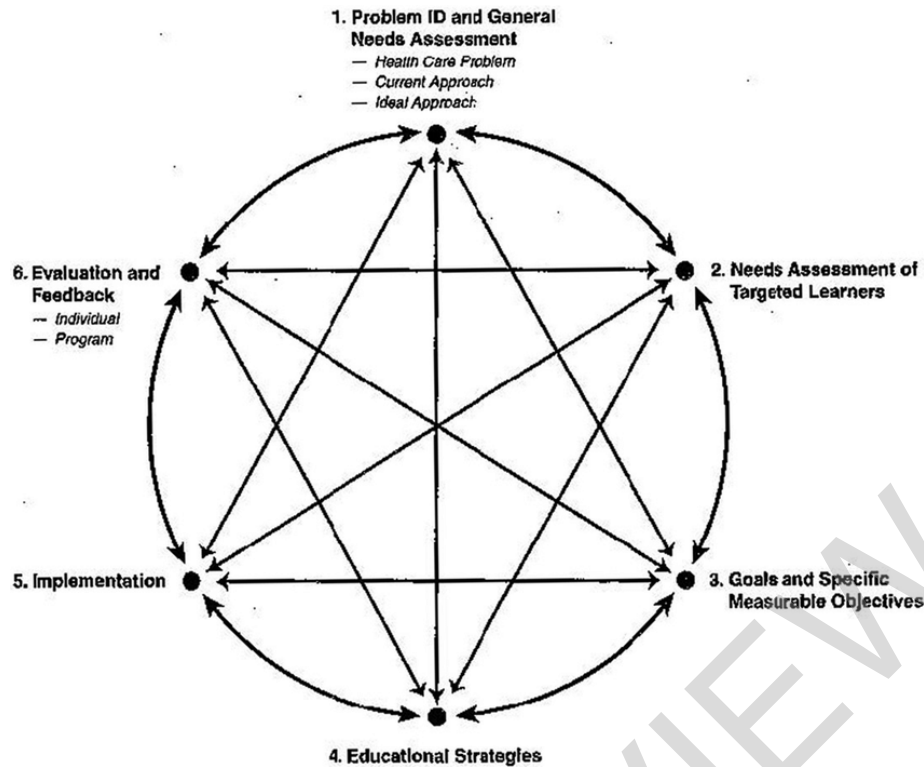 1. Problem ID and General
Needs Assessment
— Health Care Problem
— Current Approach
— Ideal Approach
6. Evaluation and
Feedback
— Individual
— Program
2. Needs Assessment of
Targeted Learners
5. Implementation
3. Goals and Specific
Measurable Objectives
4. Educational Strategies
VIEW